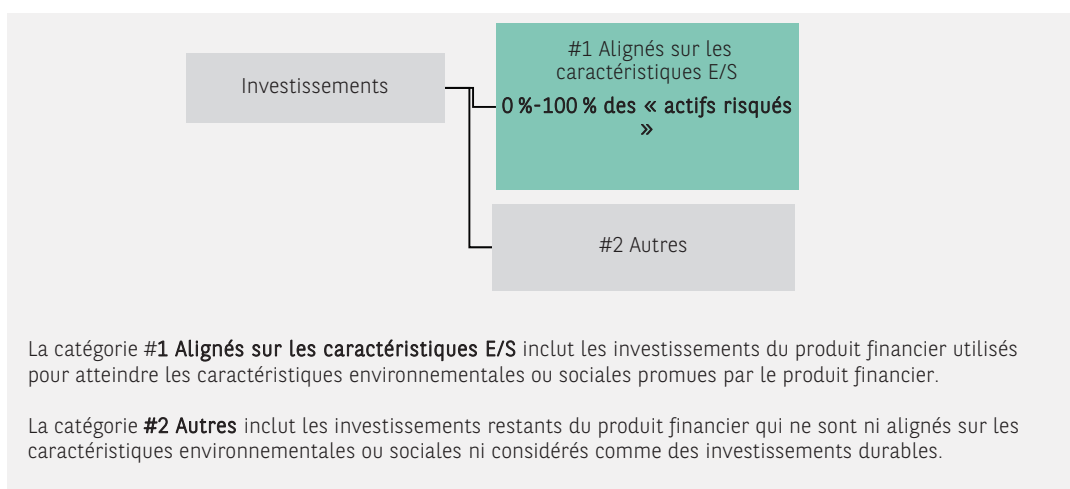 #1 Alignés sur les
caractéristiques E/S
Investissements
0 %-100 % des « actifs risqués
»
#2 Autres
La catégorie #1 Alignés sur les caractéristiques E/S inclut les investissements du produit financier utilisés
pour atteindre les caractéristiques environnementales ou sociales promues par le produit financier.
La catégorie #2 Autres inclut les investissements restants du produit financier qui ne sont ni alignés sur les
caractéristiques environnementales ou sociales ni considérés comme des investissements durables.